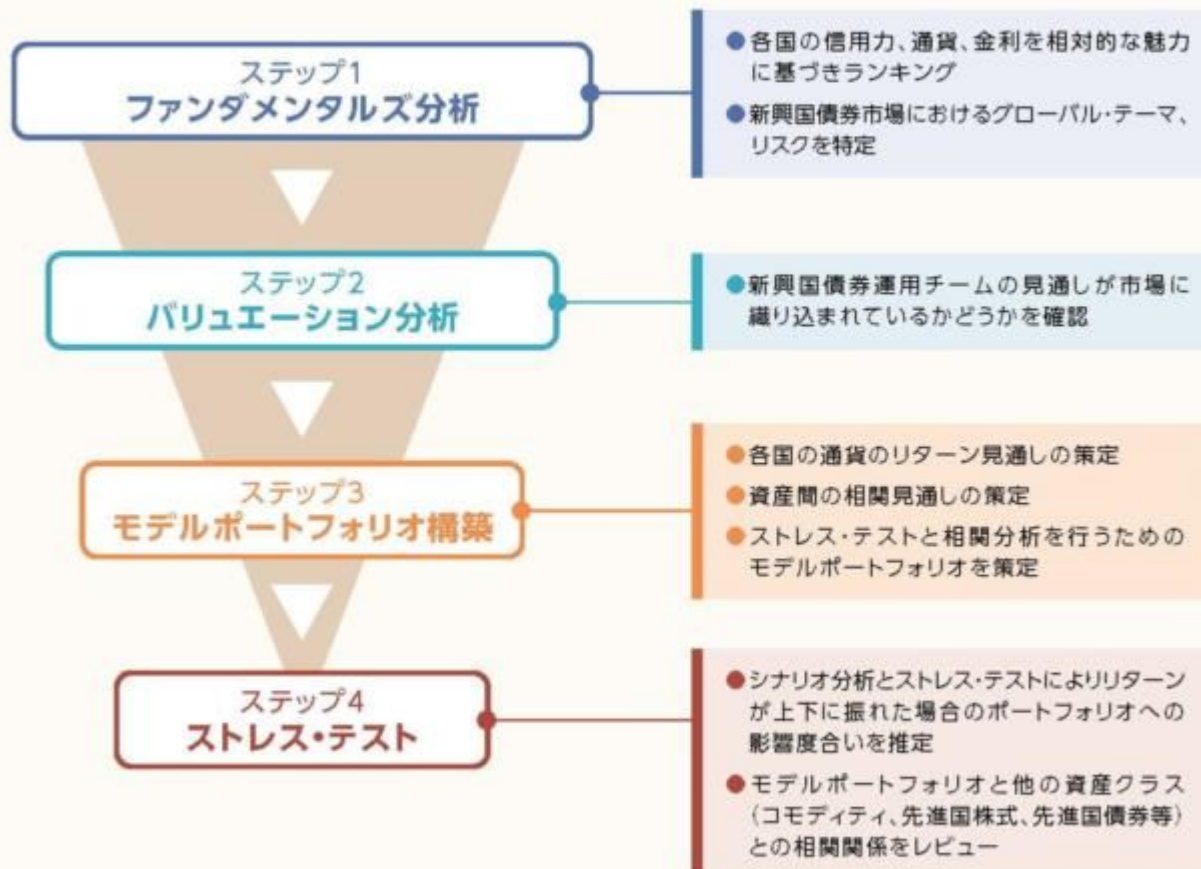 ステップ1
ファンダメンタルズ分析
●各国の信用力、通貨、金利を相対的な魅力
に基づきランキング
●新興国債券市場におけるグローバル・テーマ、
リスクを特定
ステップ2
バリュエーション分析
●新興国債券運用チームの見通しが市場に
織り込まれているかどうかを確認
ステップ3
モデルポートフォリオ構築
●各国の通貨のリターン見通しの策定
●資産間の相関見通しの策定
●ストレス・テストと相関分析を行うための
モデルポートフォリオを策定
ステップ4
ストレス・テスト
●シナリオ分析とストレス・テストによりリターン
が上下に振れた場合のポートフォリオへの
影響度合いを推定
●モデルポートフォリオと他の資産クラス
(コモディティ、先進国株式、先進国債券等)
との相関関係をレビュー